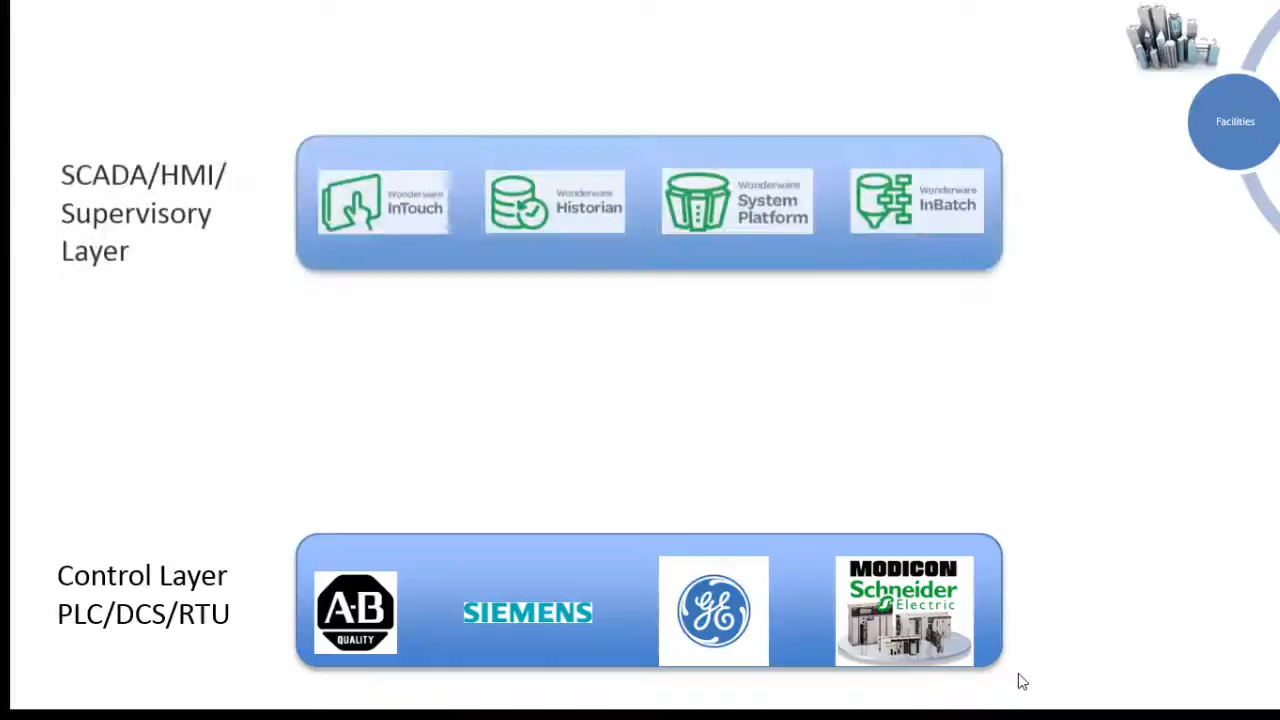 Facilities
SCADA/HMI/
Supervisory
Layer
Wonderware
InTouch
Wonderware
Historian
Wonderware
System
Platform
Wonderware
InBatch
Control Layer
PLC/DCS/RTU
A-B
QUALITY
SIEMENS
GE
MODICON
Schneider
Electric